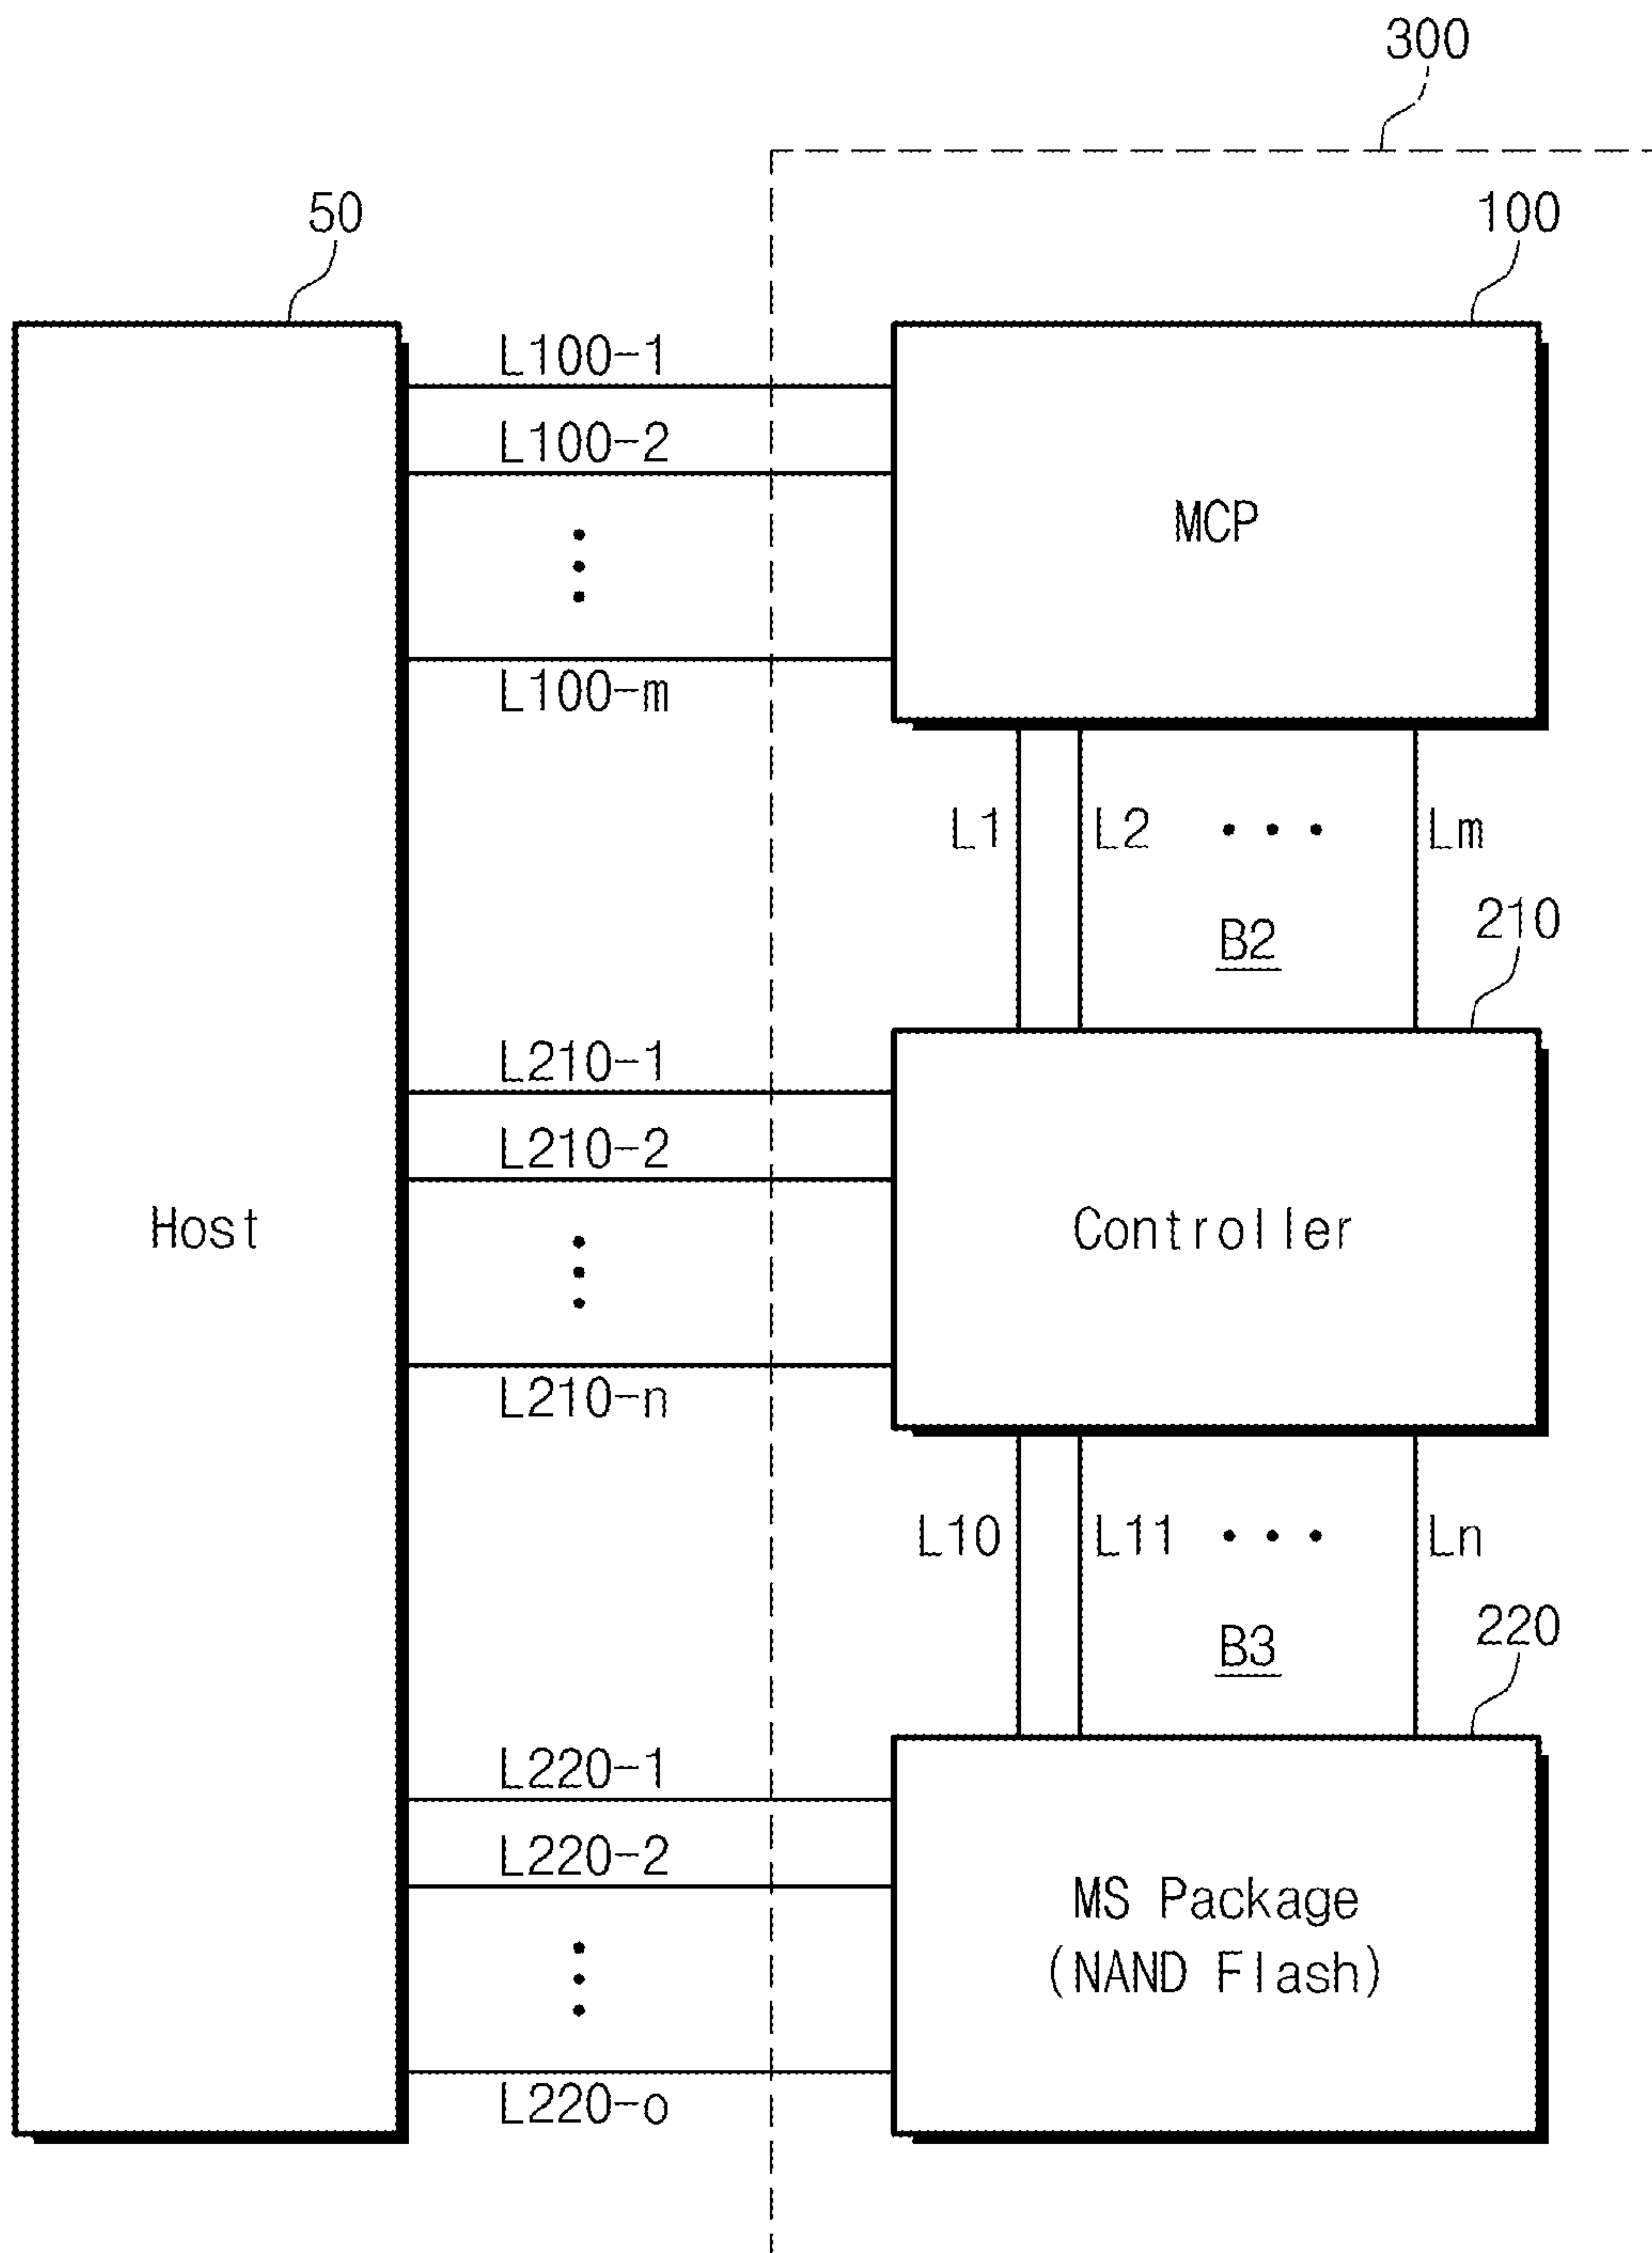 300
50
100
L100-1
L100-2
MCP
L100-m
L1 L2 Lm
B2
210
L210-1
L210-2
Host
Controller
L210-n
L10 L11 Ln
B3
220
L220-1
L220-2
MS Package
(NAND Flash)
L220-o